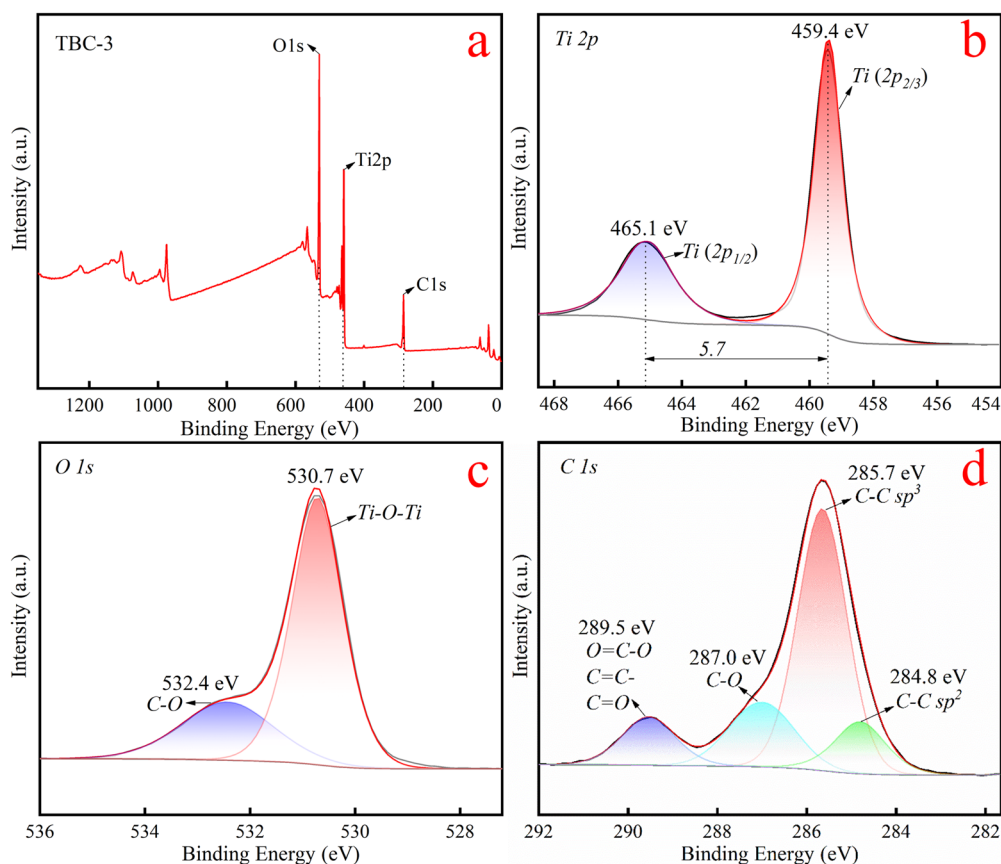 TBC-3
a
O1s
Ti2p
C1s
Intensity (a.u.)
1200 1000 800 600 400 200 0
Binding Energy (eV)
Ti 2p
b
459.4 eV
Ti (2p2/3)
465.1 eV
Ti (2p1/2)
5.7
Intensity (a.u.)
468 466 464 462 460 458 456 454
Binding Energy (eV)
O 1s
c
530.7 eV
Ti-O-Ti
532.4 eV
C-O
Intensity (a.u.)
536 534 532 530 528
Binding Energy (eV)
C 1s
d
285.7 eV
C-C sp3
289.5 eV
O=C-O
C=C-
C=O
287.0 eV
C-O
284.8 eV
C-C sp2
Intensity (a.u.)
292 290 288 286 284 282
Binding Energy (eV)